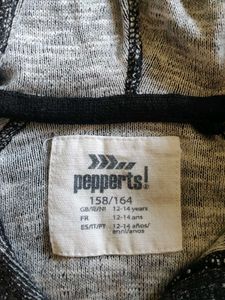 pepperts!®
158/164
GB/IE/NI 12-14 years
FR 12-14 ans
ES/IT/PT 12-14 años/
anni/anos